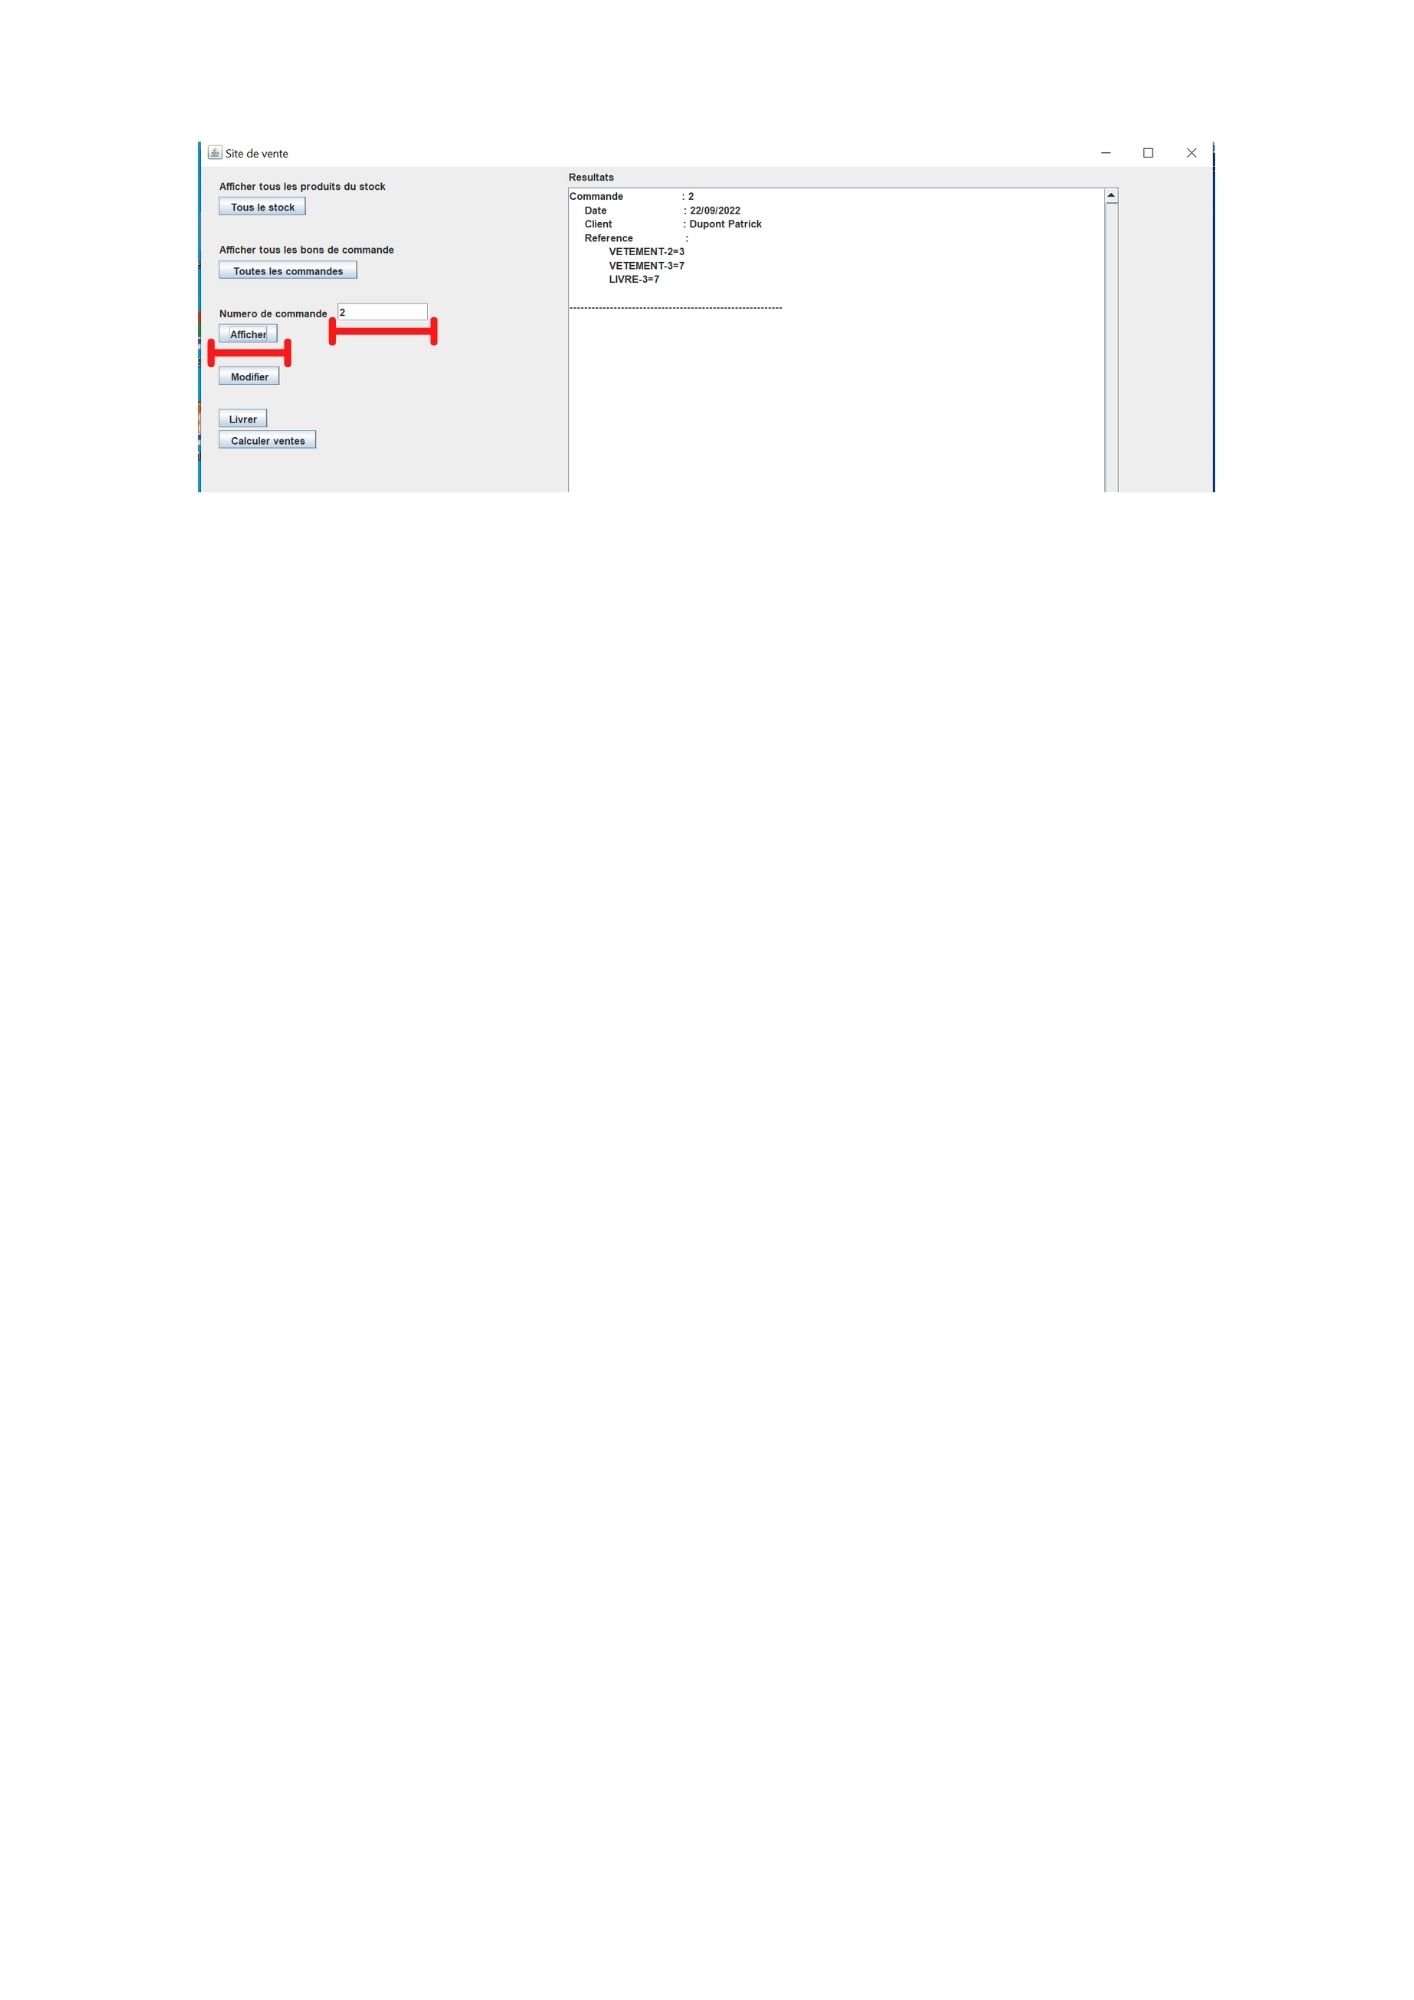 Site de vente
Afficher tous les produits du stock
Tous le stock
Afficher tous les bons de commande
Toutes les commandes
Numero de commande 2
Afficher
Modifier
Livrer
Calculer ventes
Resultats
Commande : 2
Date : 22/09/2022
Client : Dupont Patrick
Reference :
VETEMENT-2=3
VETEMENT-3=7
LIVRE-3=7
----------------------------------------------------------